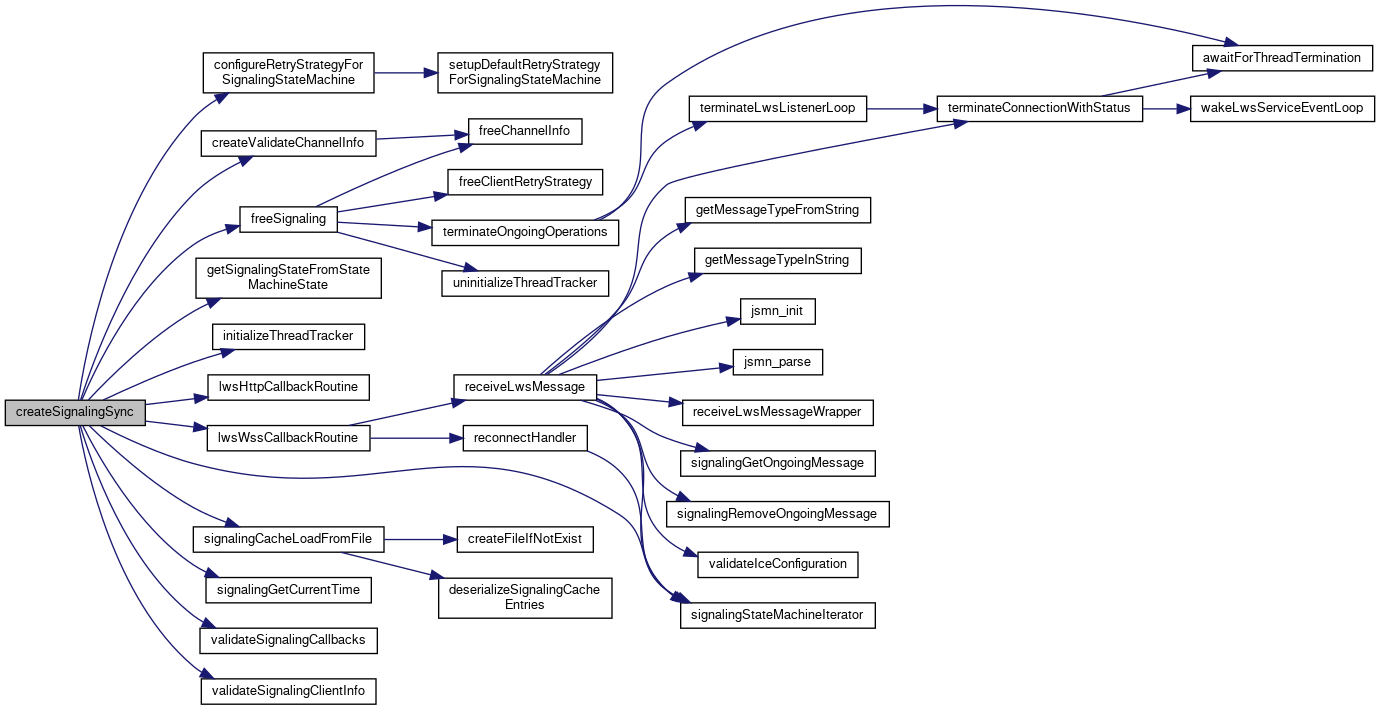 createSignalingSync
configureRetryStrategyFor
SignalingStateMachine
setupDefaultRetryStrategy
ForSignalingStateMachine
createValidateChannelInfo
freeChannelInfo
freeSignaling
freeClientRetryStrategy
terminateOngoingOperations
uninitializeThreadTracker
terminateLwsListenerLoop
terminateConnectionWithStatus
awaitForThreadTermination
wakeLwsServiceEventLoop
getSignalingStateFromState
MachineState
initializeThreadTracker
lwsHttpCallbackRoutine
lwsWssCallbackRoutine
receiveLwsMessage
reconnectHandler
getMessageTypeFromString
getMessageTypeInString
jsmn_init
jsmn_parse
receiveLwsMessageWrapper
signalingGetOngoingMessage
signalingRemoveOngoingMessage
validateIceConfiguration
signalingStateMachineIterator
signalingCacheLoadFromFile
createFileIfNotExist
deserializeSignalingCache
Entries
signalingGetCurrentTime
validateSignalingCallbacks
validateSignalingClientInfo